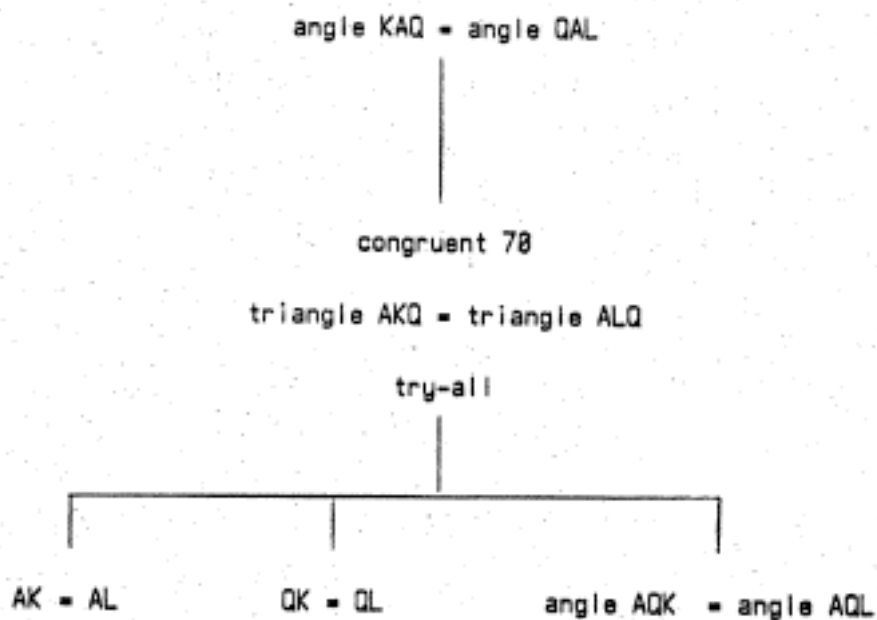 angle KAQ = angle QAL
congruent 70
triangle AKQ = triangle ALQ
try-all
AK = AL QK = QL angle AQK = angle AQL